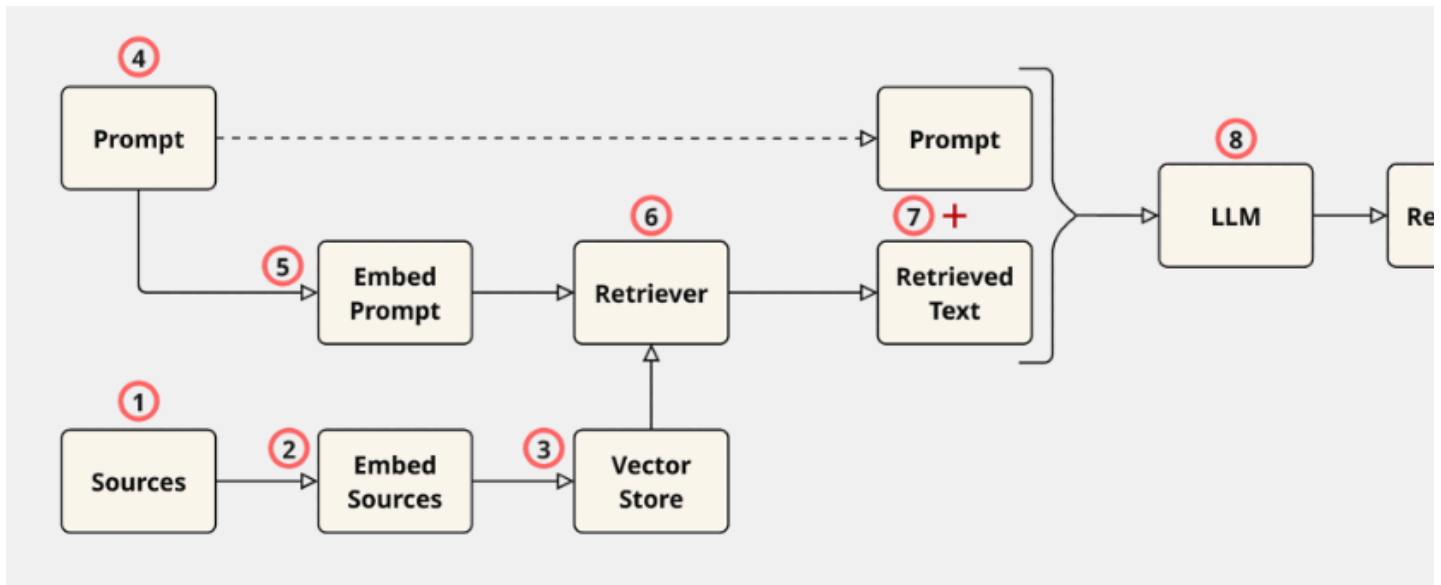 4
Prompt
Prompt
8
7 +
6
LLM
Re
5
Embed
Prompt
Retriever
Retrieved
Text
1
2
3
Sources
Embed
Sources
Vector
Store